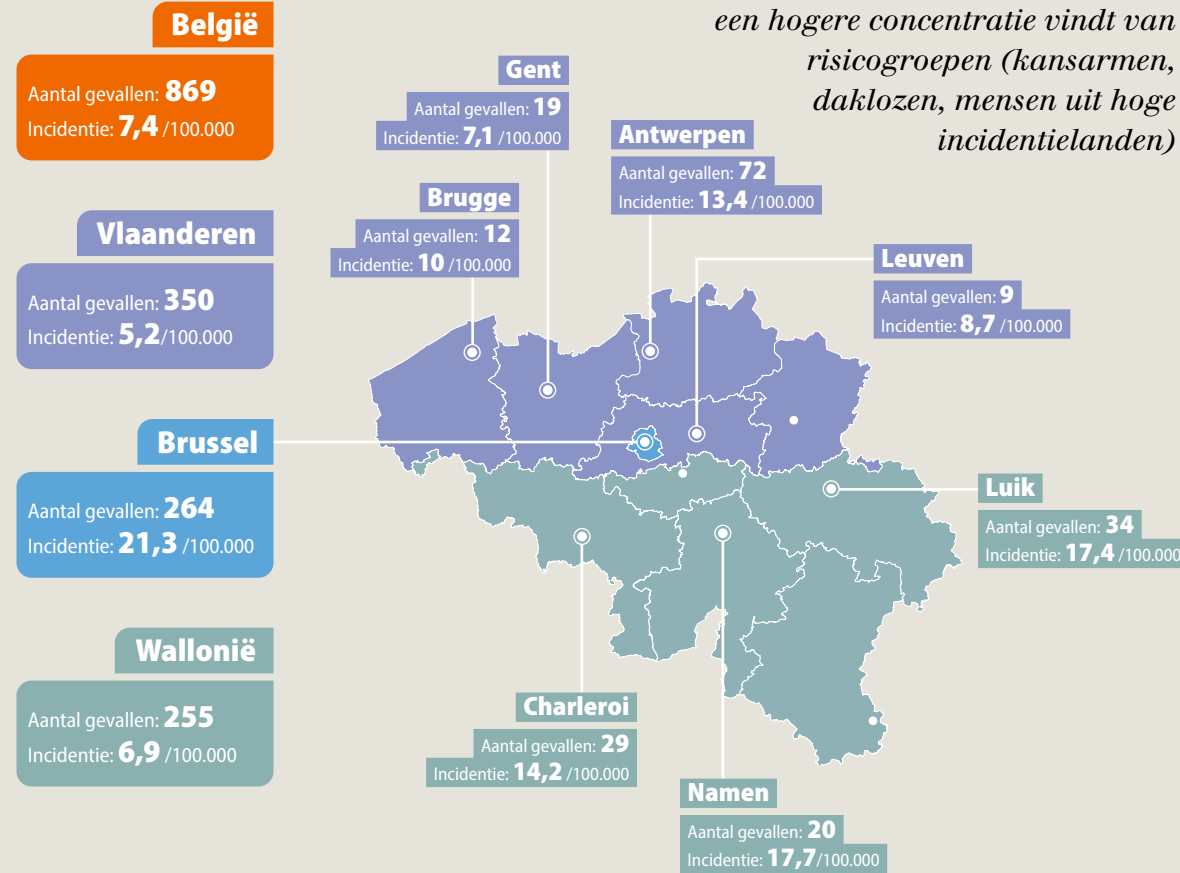 een hogere concentratie vindt van
risicogroepen (kansarmen,
daklozen, mensen uit hoge
incidentielanden)
België
Aantal gevallen: 869
Incidentie: 7,4 /100.000
Vlaanderen
Aantal gevallen: 350
Incidentie: 5,2/100.000
Brussel
Aantal gevallen: 264
Incidentie: 21,3 /100.000
Wallonië
Aantal gevallen: 255
Incidentie: 6,9 /100.000
Gent
Aantal gevallen: 19
Incidentie: 7,1 /100.000
Brugge
Aantal gevallen: 12
Incidentie: 10 /100.000
Antwerpen
Aantal gevallen: 72
Incidentie: 13,4 /100.000
Leuven
Aantal gevallen: 9
Incidentie: 8,7 /100.000
Luik
Aantal gevallen: 34
Incidentie: 17,4 /100.000
Charleroi
Aantal gevallen: 29
Incidentie: 14,2 /100.000
Namen
Aantal gevallen: 20
Incidentie: 17,7/100.000